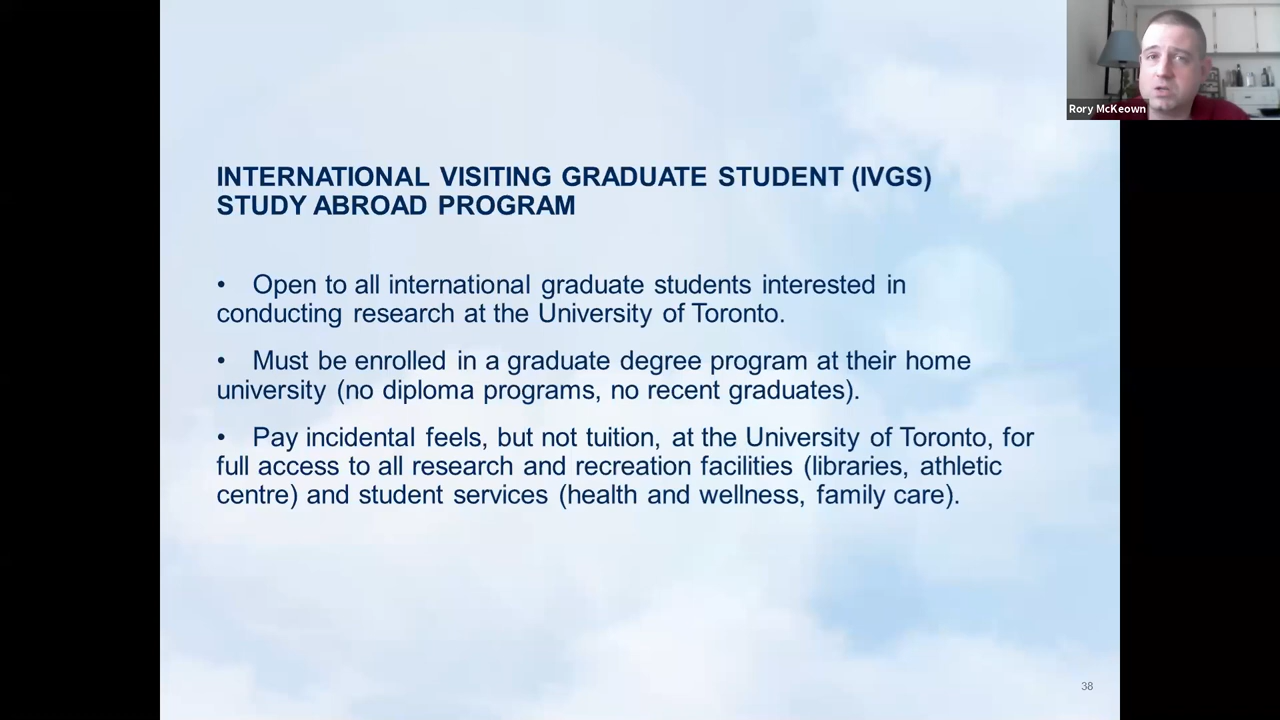 Rory McKeown
INTERNATIONAL VISITING GRADUATE STUDENT (IVGS)
STUDY ABROAD PROGRAM
• Open to all international graduate students interested in
conducting research at the University of Toronto.
• Must be enrolled in a graduate degree program at their home
university (no diploma programs, no recent graduates).
• Pay incidental feels, but not tuition, at the University of Toronto, for
full access to all research and recreation facilities (libraries, athletic
centre) and student services (health and wellness, family care).
38